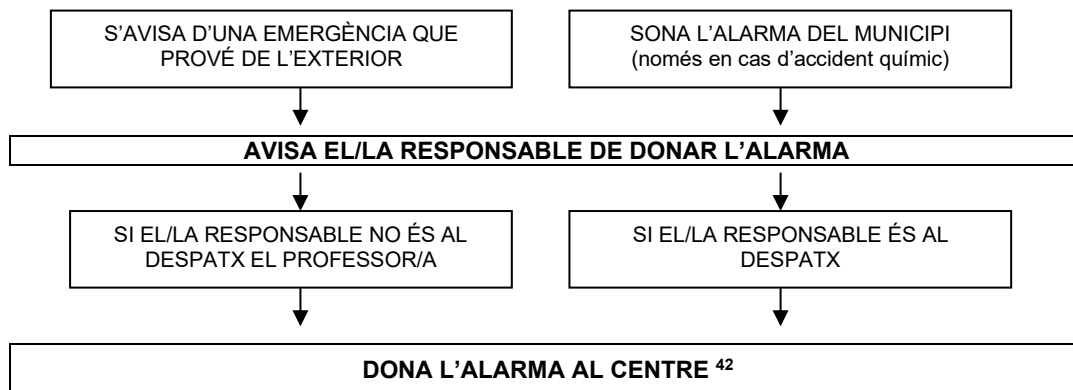 S’AVISA D’UNA EMERGÈNCIA QUE
PROVÉ DE L’EXTERIOR
SONA L’ALARMA DEL MUNICIPI
(només en cas d’accident químic)
AVISA EL/LA RESPONSABLE DE DONAR L’ALARMA
SI EL/LA RESPONSABLE NO ÉS AL
DESPATX EL PROFESSOR/A
SI EL/LA RESPONSABLE ÉS AL
DESPATX
DONA L’ALARMA AL CENTRE ⁴²